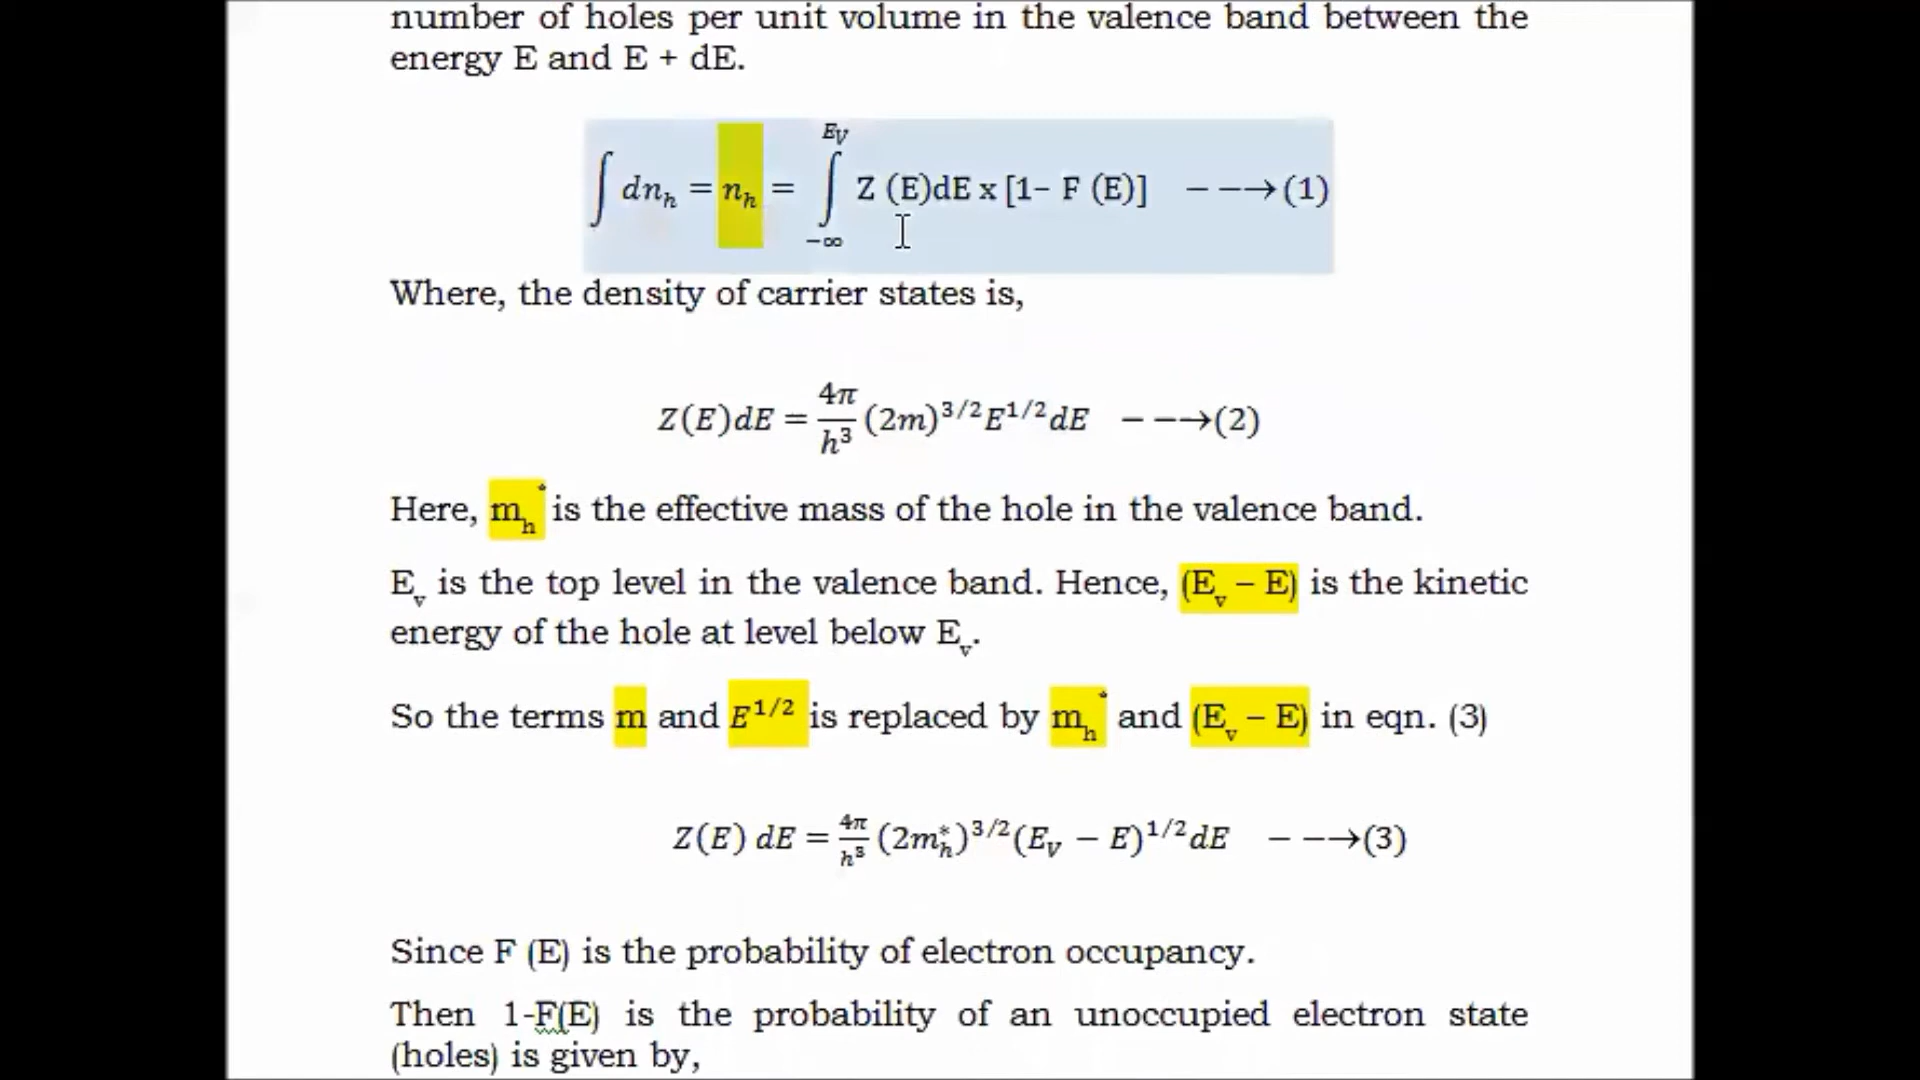 number of holes per unit volume in the valence band between the
energy E and E + dE.
∫ dnₕ = nₕ = ∫_{−∞}^{E_V} Z (E)dE x [1− F (E)] − −→(1)
Where, the density of carrier states is,
Z(E)dE = \frac{4π}{h³} (2m)^{3/2} E^{1/2} dE − −→(2)
Here, m_h^* is the effective mass of the hole in the valence band.
E_v is the top level in the valence band. Hence, (E_v − E) is the kinetic
energy of the hole at level below E_v.
So the terms m and E^{1/2} is replaced by m_h^* and (E_v − E) in eqn. (3)
Z(E) dE = \frac{4π}{h³} (2m_h^*)^{3/2} (E_V − E)^{1/2} dE − −→(3)
Since F (E) is the probability of electron occupancy.
Then 1-F(E) is the probability of an unoccupied electron state
(holes) is given by,